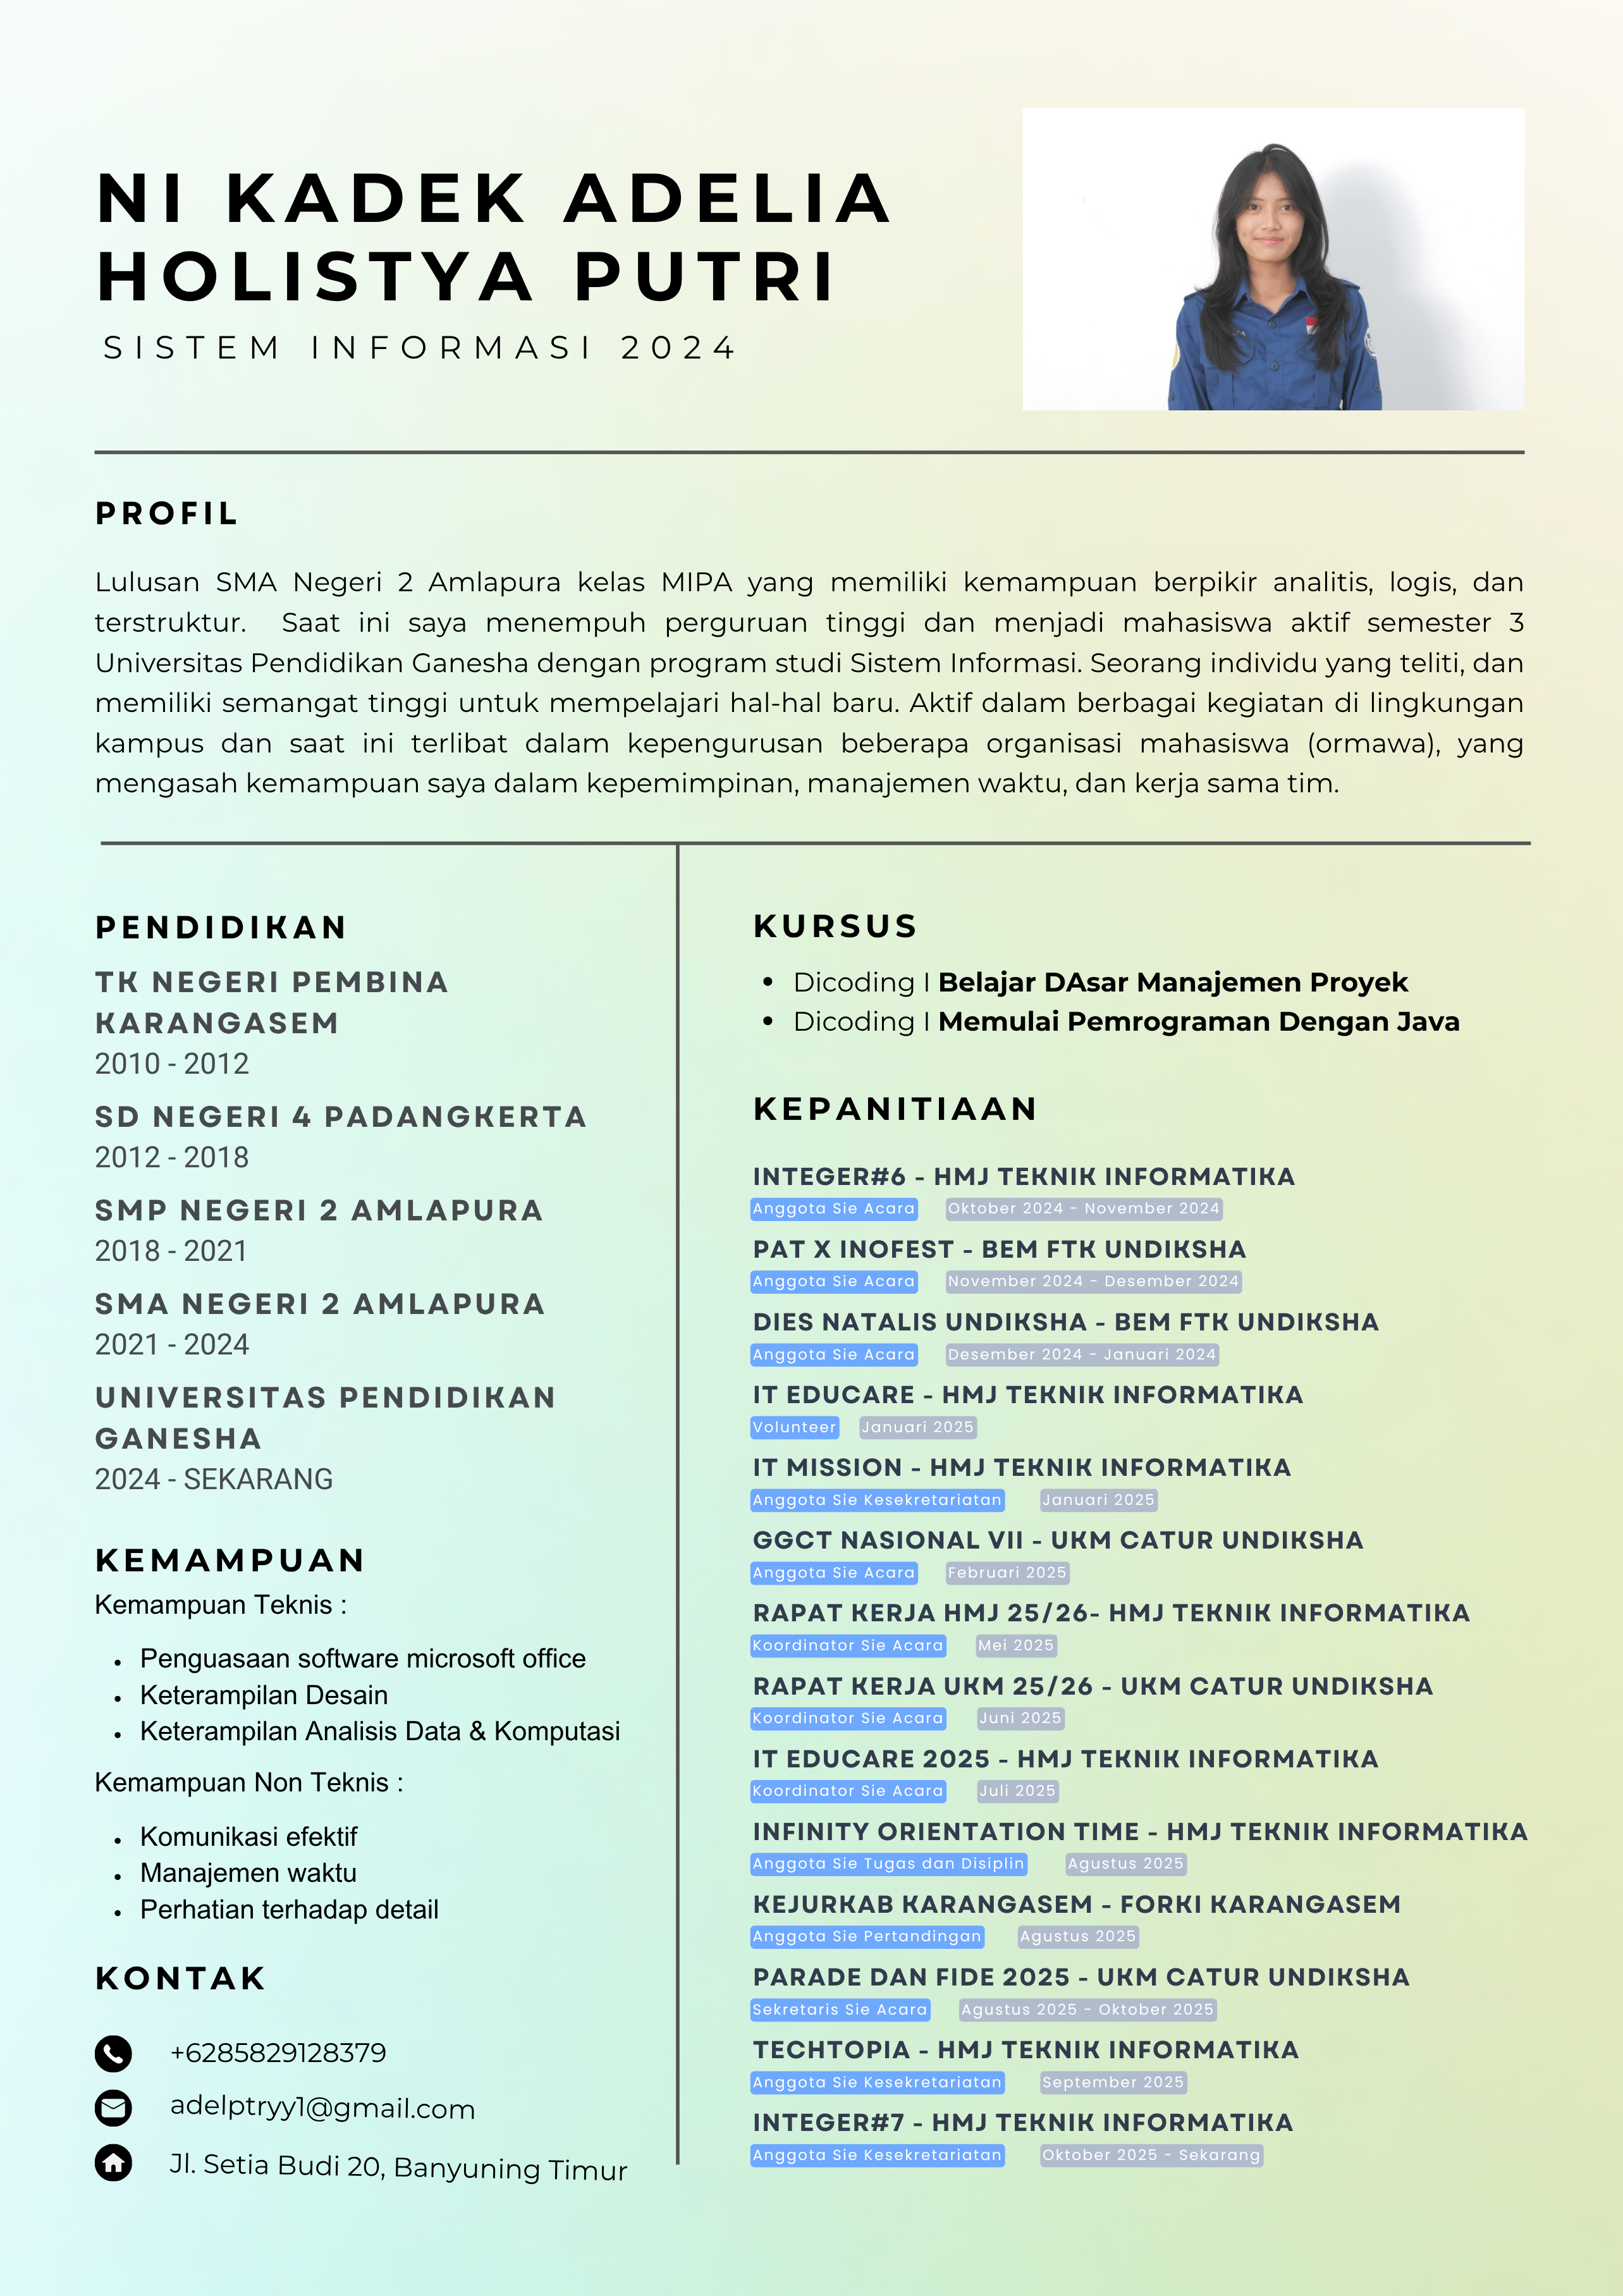 NI KADEK ADELIA
HOLISTYA PUTRI
SISTEM INFORMASI 2024
PROFIL
Lulusan SMA Negeri 2 Amlapura kelas MIPA yang memiliki kemampuan berpikir analitis, logis, dan
terstruktur. Saat ini saya menempuh perguruan tinggi dan menjadi mahasiswa aktif semester 3
Universitas Pendidikan Ganesha dengan program studi Sistem Informasi. Seorang individu yang teliti, dan
memiliki semangat tinggi untuk mempelajari hal-hal baru. Aktif dalam berbagai kegiatan di lingkungan
kampus dan saat ini terlibat dalam kepengurusan beberapa organisasi mahasiswa (ormawa), yang
mengasah kemampuan saya dalam kepemimpinan, manajemen waktu, dan kerja sama tim.
PENDIDIKAN
TK NEGERI PEMBINA
KARANGASEM
2010 - 2012
SD NEGERI 4 PADANGKERTA
2012 - 2018
SMP NEGERI 2 AMLAPURA
2018 - 2021
SMA NEGERI 2 AMLAPURA
2021 - 2024
UNIVERSITAS PENDIDIKAN
GANESHA
2024 - SEKARANG
KEMAMPUAN
Kemampuan Teknis :
• Penguasaan software microsoft office
• Keterampilan Desain
• Keterampilan Analisis Data & Komputasi
Kemampuan Non Teknis :
• Komunikasi efektif
• Manajemen waktu
• Perhatian terhadap detail
KONTAK
+6285829128379
adelptryy1@gmail.com
Jl. Setia Budi 20, Banyuning Timur
KURSUS
• Dicoding I Belajar DAsar Manajemen Proyek
• Dicoding I Memulai Pemrograman Dengan Java
KEPANITIAAN
INTEGER#6 - HMJ TEKNIK INFORMATIKA
Anggota Sie Acara Oktober 2024 - November 2024
PAT X INOFEST - BEM FTK UNDIKSHA
Anggota Sie Acara November 2024 - Desember 2024
DIES NATALIS UNDIKSHA - BEM FTK UNDIKSHA
Anggota Sie Acara Desember 2024 - Januari 2024
IT EDUCARE - HMJ TEKNIK INFORMATIKA
Volunteer Januari 2025
IT MISSION - HMJ TEKNIK INFORMATIKA
Anggota Sie Kesekretariatan Januari 2025
GGCT NASIONAL VII - UKM CATUR UNDIKSHA
Anggota Sie Acara Februari 2025
RAPAT KERJA HMJ 25/26- HMJ TEKNIK INFORMATIKA
Koordinator Sie Acara Mei 2025
RAPAT KERJA UKM 25/26 - UKM CATUR UNDIKSHA
Koordinator Sie Acara Juni 2025
IT EDUCARE 2025 - HMJ TEKNIK INFORMATIKA
Koordinator Sie Acara Juli 2025
INFINITY ORIENTATION TIME - HMJ TEKNIK INFORMATIKA
Anggota Sie Tugas dan Disiplin Agustus 2025
KEJURKAB KARANGASEM - FORKI KARANGASEM
Anggota Sie Pertandingan Agustus 2025
PARADE DAN FIDE 2025 - UKM CATUR UNDIKSHA
Sekretaris Sie Acara Agustus 2025 - Oktober 2025
TECHTOPIA - HMJ TEKNIK INFORMATIKA
Anggota Sie Kesekretariatan September 2025
INTEGER#7 - HMJ TEKNIK INFORMATIKA
Anggota Sie Kesekretariatan Oktober 2025 - Sekarang